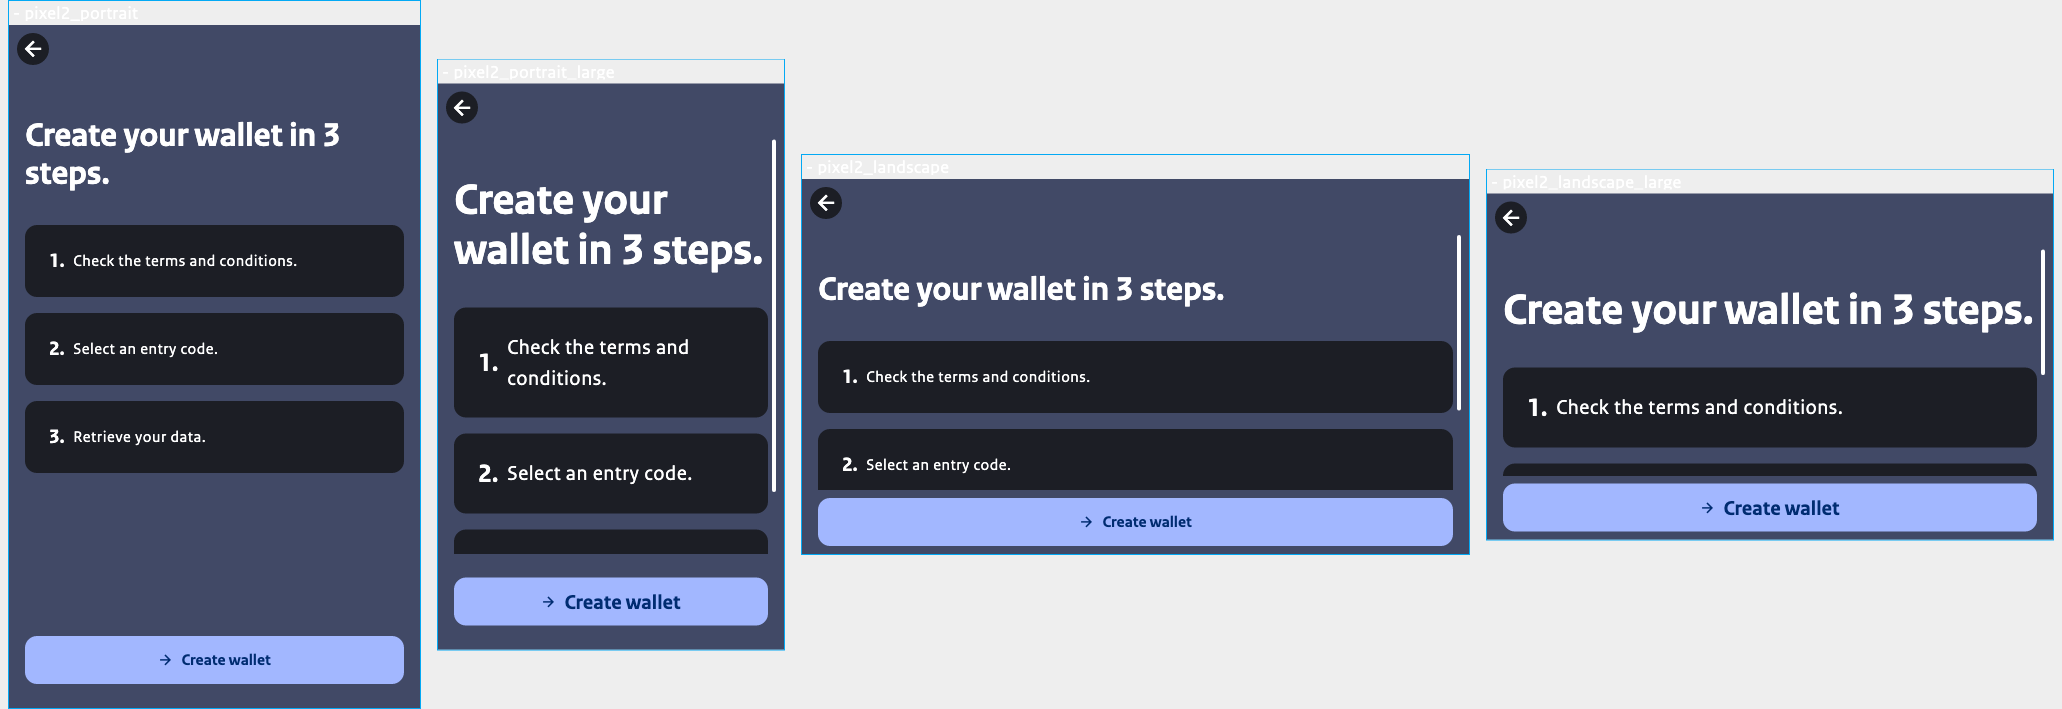 - pixel2_portrait
Create your wallet in 3
steps.
1. Check the terms and conditions.
2. Select an entry code.
3. Retrieve your data.
→ Create wallet
- pixel2_portrait_large
Create your
wallet in 3 steps.
1. Check the terms and
conditions.
2. Select an entry code.
→ Create wallet
- pixel2_landscape
Create your wallet in 3 steps.
1. Check the terms and conditions.
2. Select an entry code.
→ Create wallet
- pixel2_landscape_large
Create your wallet in 3 steps.
1. Check the terms and conditions.
→ Create wallet